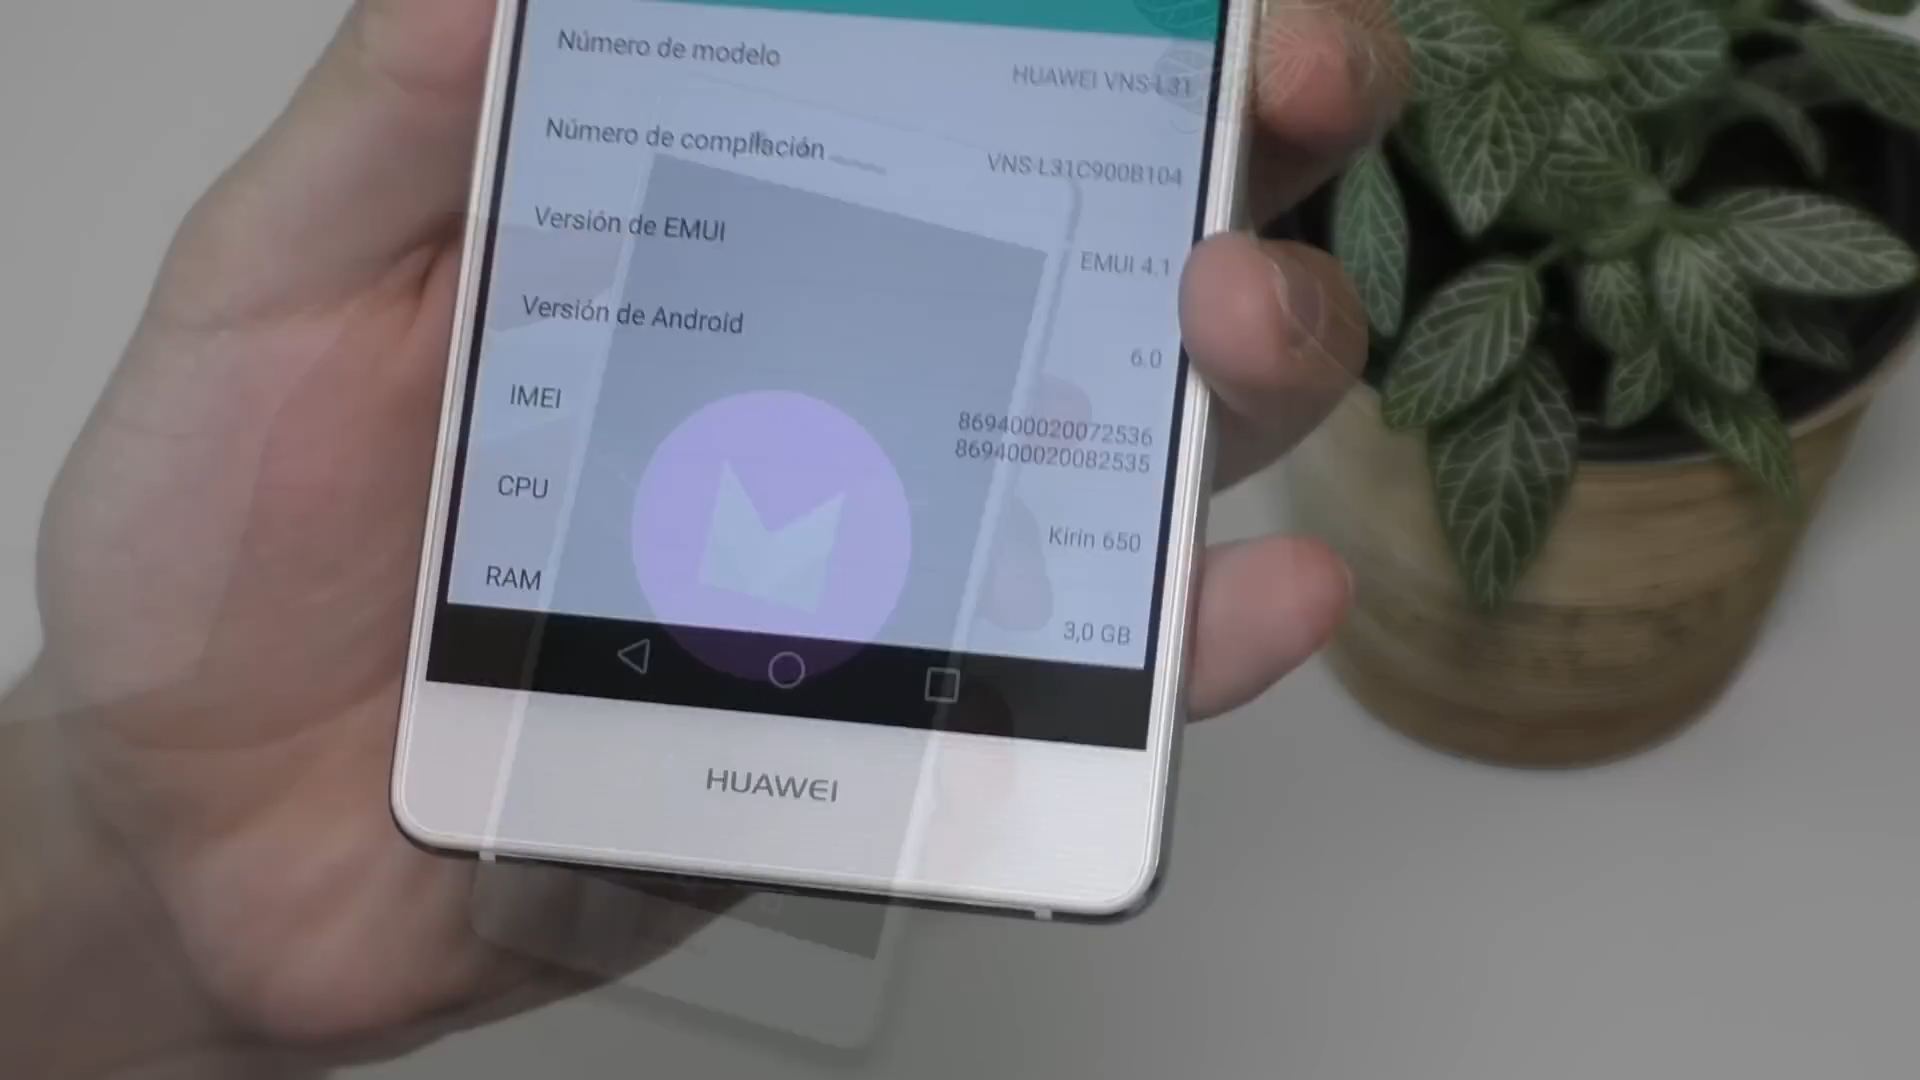 Número de modelo
HUAWEI VNS-L31
Número de compilación
VNS-L31C900B104
Versión de EMUI
EMUI 4.1
Versión de Android
6.0
IMEI
869400020072536
869400020082535
CPU
Kirin 650
RAM
3,0 GB
HUAWEI